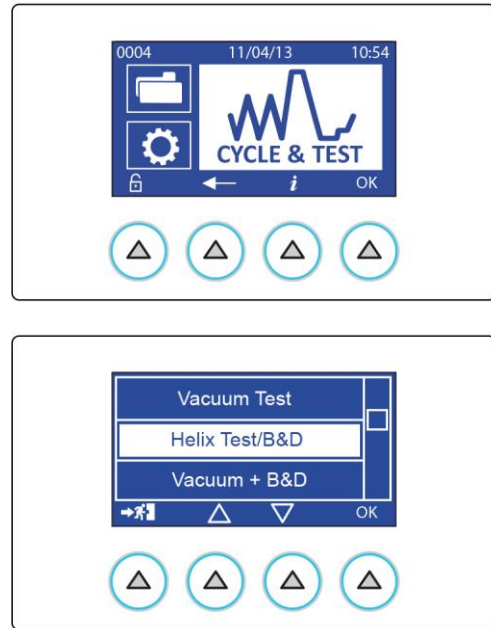 0004 11/04/13 10:54
CYCLE & TEST
i OK
Vacuum Test
Helix Test/B&D
Vacuum + B&D
OK